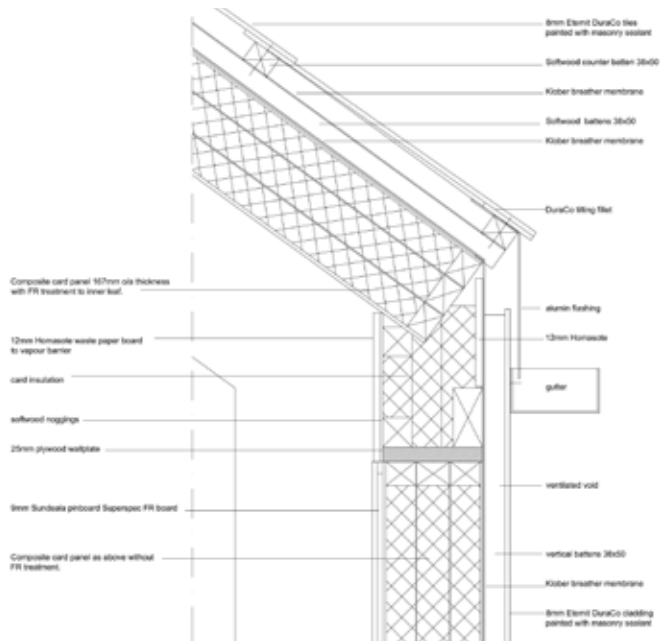 8mm Eternit DuraCo tiles
painted with masonry sealant
Softwood counter batten 38x50
Klober breather membrane
Softwood battens 38x50
Klober breather membrane
DuraCo tilting fillet
alumin flashing
12mm Homasote
gutter
ventilated void
vertical battens 38x50
Klober breather membrane
8mm Eternit DuraCo cladding
painted with masonry sealant
Composite card panel 167mm o/a thickness
with FR treatment to inner leaf.
12mm Homasote waste paper board
to vapour barrier
card insulation
softwood noggings
25mm plywood wallplate
9mm Sundeala pinboard Superspec FR board
Composite card panel as above without
FR treatment.